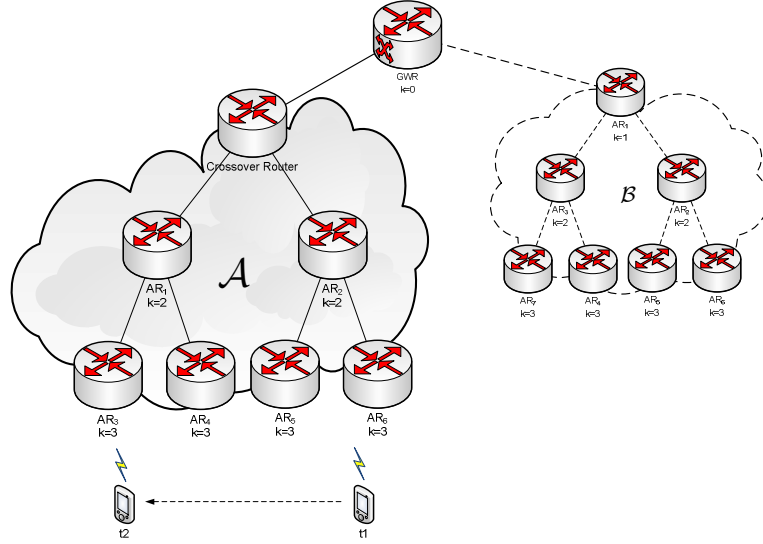 GWR
k=0
Crossover Router
AR₁
k=1
AR₃
k=2
AR₂
k=2
ℬ
AR₇
k=3
AR₄
k=3
AR₅
k=3
AR₆
k=3
𝒜
AR₁
k=2
AR₂
k=2
AR₃
k=3
AR₄
k=3
AR₅
k=3
AR₆
k=3
t2
t1